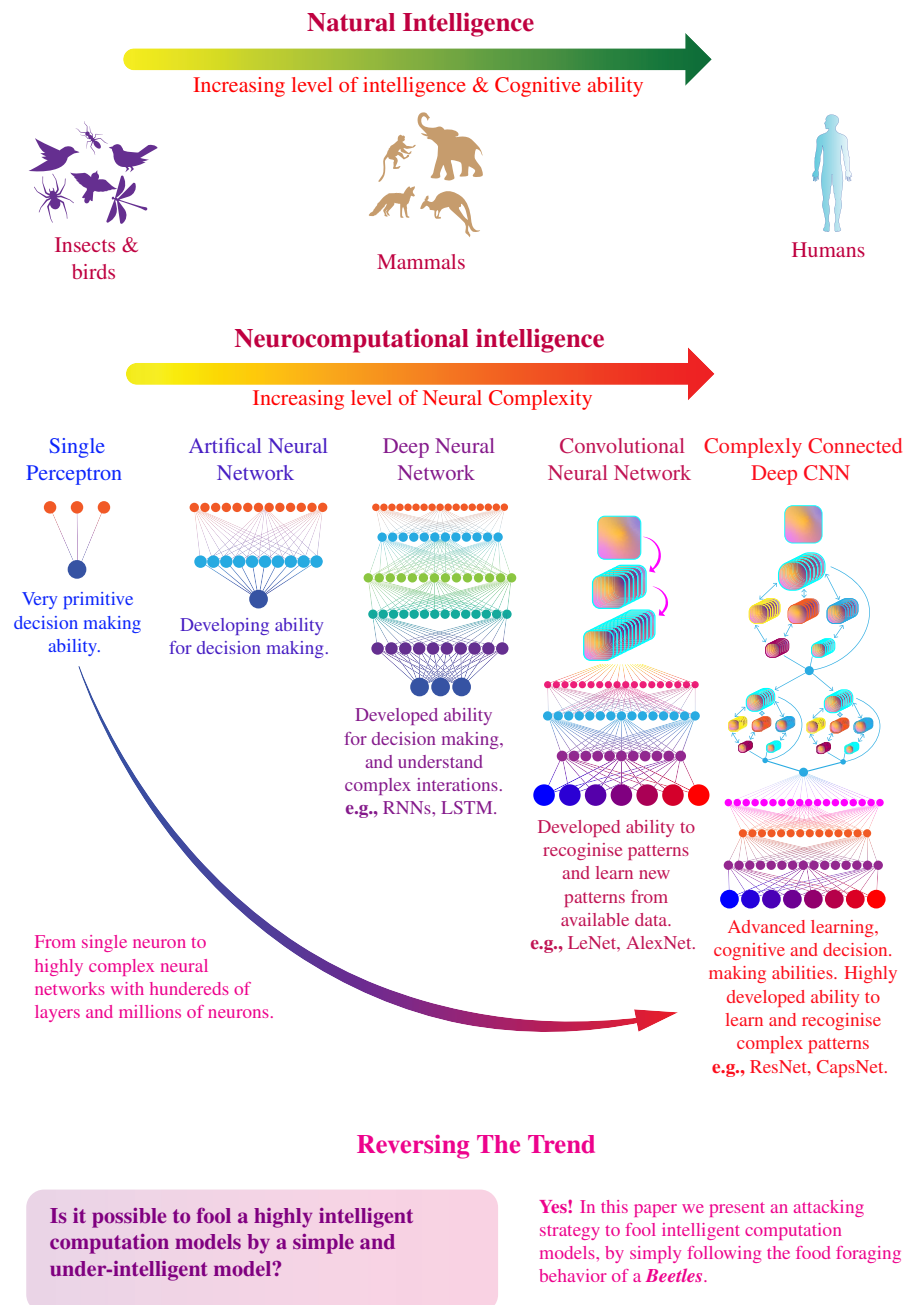 Natural Intelligence
Increasing level of intelligence & Cognitive ability
Insects &
birds
Mammals
Humans
Neurocomputational intelligence
Increasing level of Neural Complexity
Single
Perceptron
Very primitive
decision making
ability.
Artifical Neural
Network
Developing ability
for decision making.
Deep Neural
Network
Developed ability
for decision making,
and understand
complex interations.
e.g., RNNs, LSTM.
Convolutional
Neural Network
Developed ability to
recoginise patterns
and learn new
patterns from
available data.
e.g., LeNet, AlexNet.
Complexly Connected
Deep CNN
Advanced learning,
cognitive and decision.
making abilities. Highly
developed ability to
learn and recoginise
complex patterns
e.g., ResNet, CapsNet.
From single neuron to
highly complex neural
networks with hundereds of
layers and millions of neurons.
Reversing The Trend
Is it possible to fool a highly intelligent
computation models by a simple and
under-intelligent model?
Yes! In this paper we present an attacking
strategy to fool intelligent computation
models, by simply following the food foraging
behavior of a Beetles.